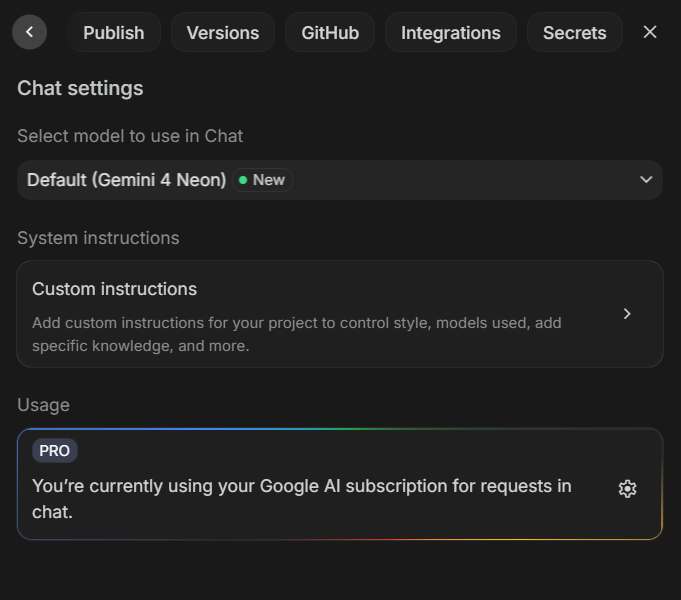 Publish Versions GitHub Integrations Secrets
Chat settings
Select model to use in Chat
Default (Gemini 4 Neon) New
System instructions
Custom instructions
Add custom instructions for your project to control style, models used, add
specific knowledge, and more.
Usage
PRO
You’re currently using your Google AI subscription for requests in
chat.